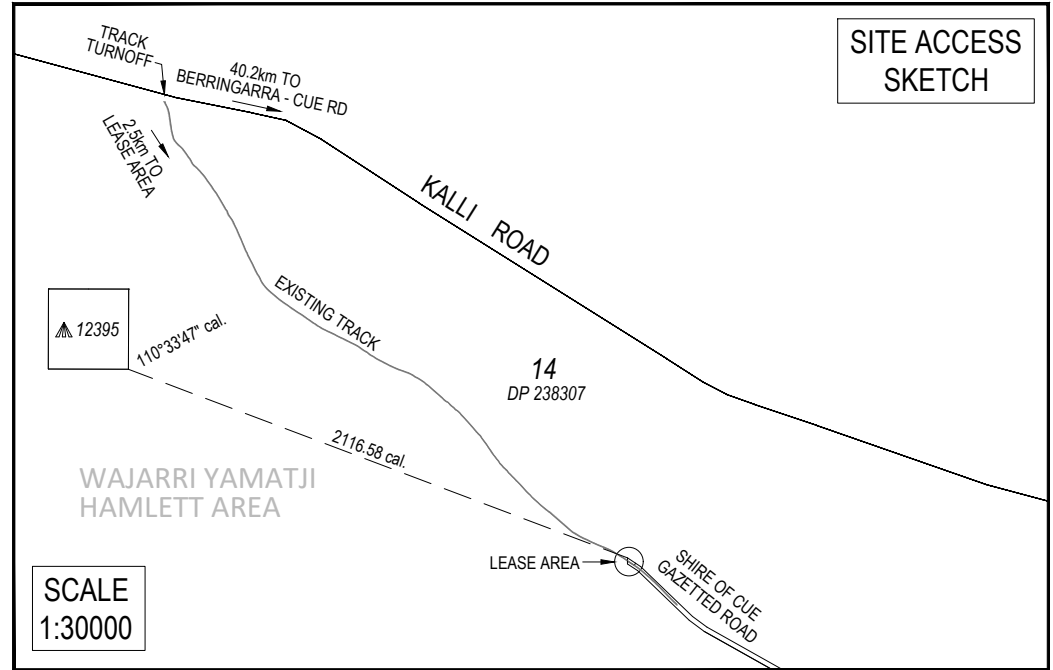 TRACK
TURNOFF
40.2km TO
BERRINGARRA - CUE RD
SITE ACCESS
SKETCH
2.5km TO
LEASE AREA
KALLI ROAD
EXISTING TRACK
12395
110°33'47" cal.
14
DP 238307
2116.58 cal.
WAJARRI YAMATJI
HAMLETT AREA
LEASE AREA
SHIRE OF CUE
GAZETTED ROAD
SCALE
1:30000